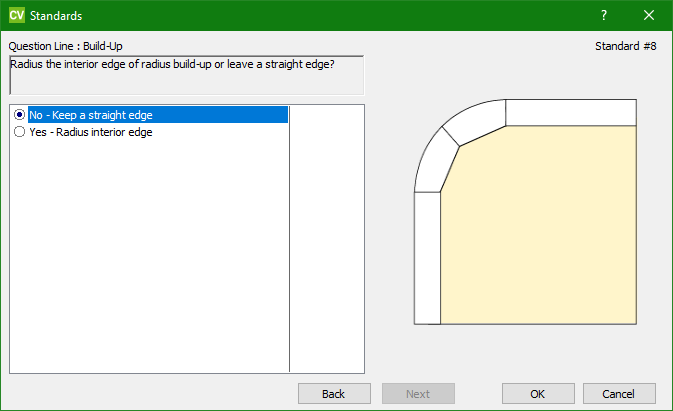 CV Standards ?
Question Line : Build-Up Standard #8
Radius the interior edge of radius build-up or leave a straight edge?
No - Keep a straight edge
Yes - Radius interior edge
Back Next OK Cancel